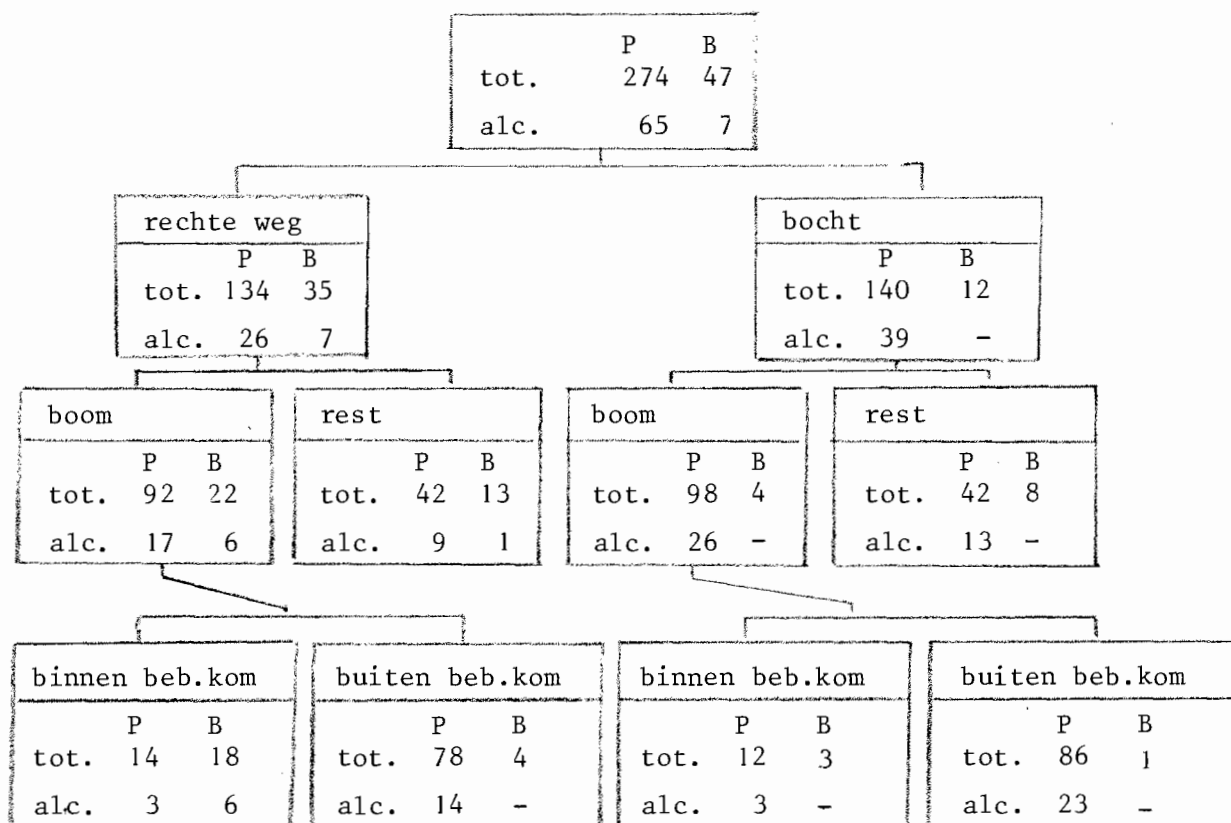 P B
tot. 274 47
alc. 65 7
rechte weg
P B
tot. 134 35
alc. 26 7
bocht
P B
tot. 140 12
alc. 39 -
boom
P B
tot. 92 22
alc. 17 6
rest
P B
tot. 42 13
alc. 9 1
boom
P B
tot. 98 4
alc. 26 -
rest
P B
tot. 42 8
alc. 13 -
binnen beb.kom
P B
tot. 14 18
alc. 3 6
buiten beb.kom
P B
tot. 78 4
alc. 14 -
binnen beb.kom
P B
tot. 12 3
alc. 3 -
buiten beb.kom
P B
tot. 86 1
alc. 23 -